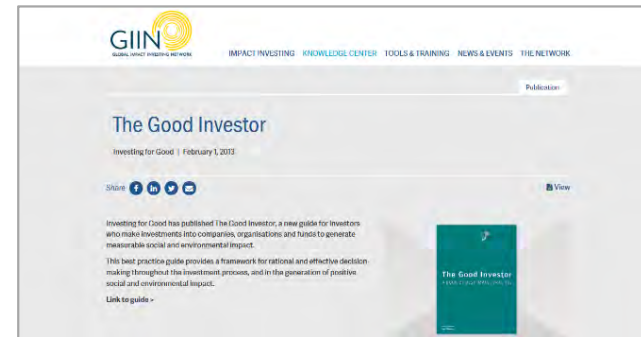 GIIN
GLOBAL IMPACT INVESTING NETWORK
IMPACT INVESTING KNOWLEDGE CENTER TOOLS & TRAINING NEWS & EVENTS THE NETWORK
Publication
The Good Investor
Investing for Good | February 1, 2013
Share
View
Investing for Good has published The Good Investor, a new guide for investors
who make investments into companies, organisations and funds to generate
measurable social and environmental impact.
This best practice guide provides a framework for rational and effective decision-
making throughout the investment process, and in the generation of positive
social and environmental impact.
Link to guide »
The Good Investor